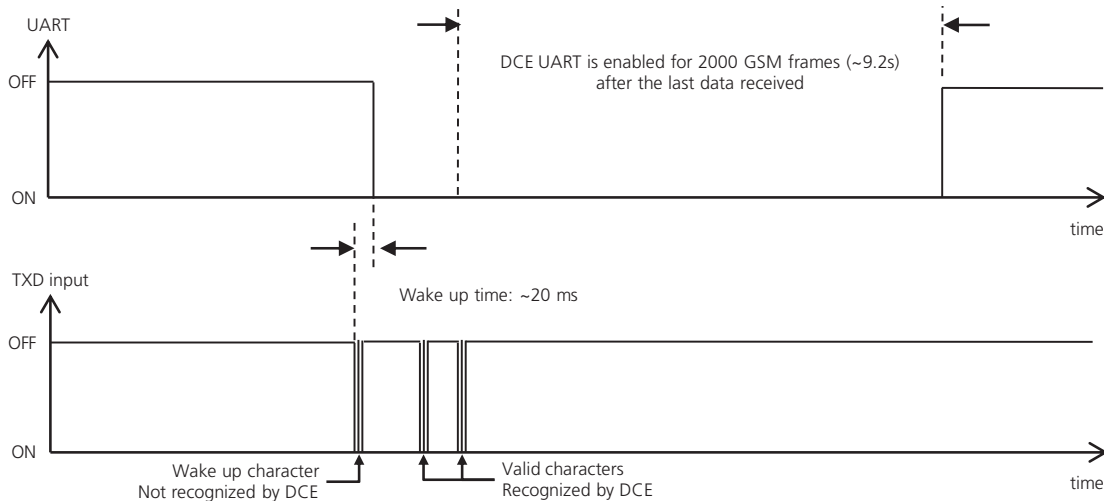 UART
DCE UART is enabled for 2000 GSM frames (~9.2s)
after the last data received
OFF
ON
time
TXD input
Wake up time: ~20 ms
OFF
ON
Wake up character
Not recognized by DCE
Valid characters
Recognized by DCE
time